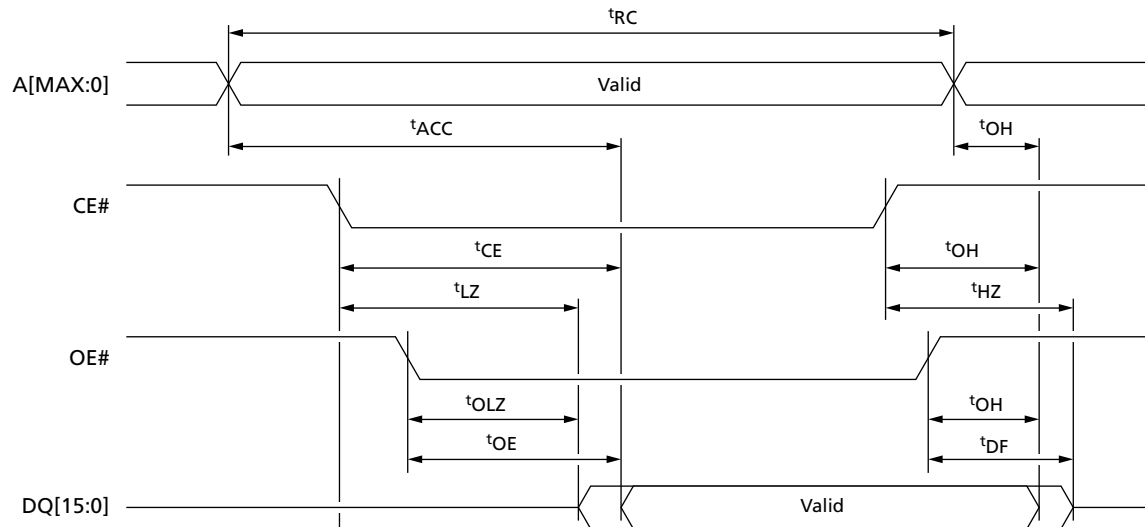 tRC
A[MAX:0]
Valid
tACC
tOH
CE#
tCE
tOH
tLZ
tHZ
OE#
tOLZ
tOH
tOE
tDF
DQ[15:0]
Valid